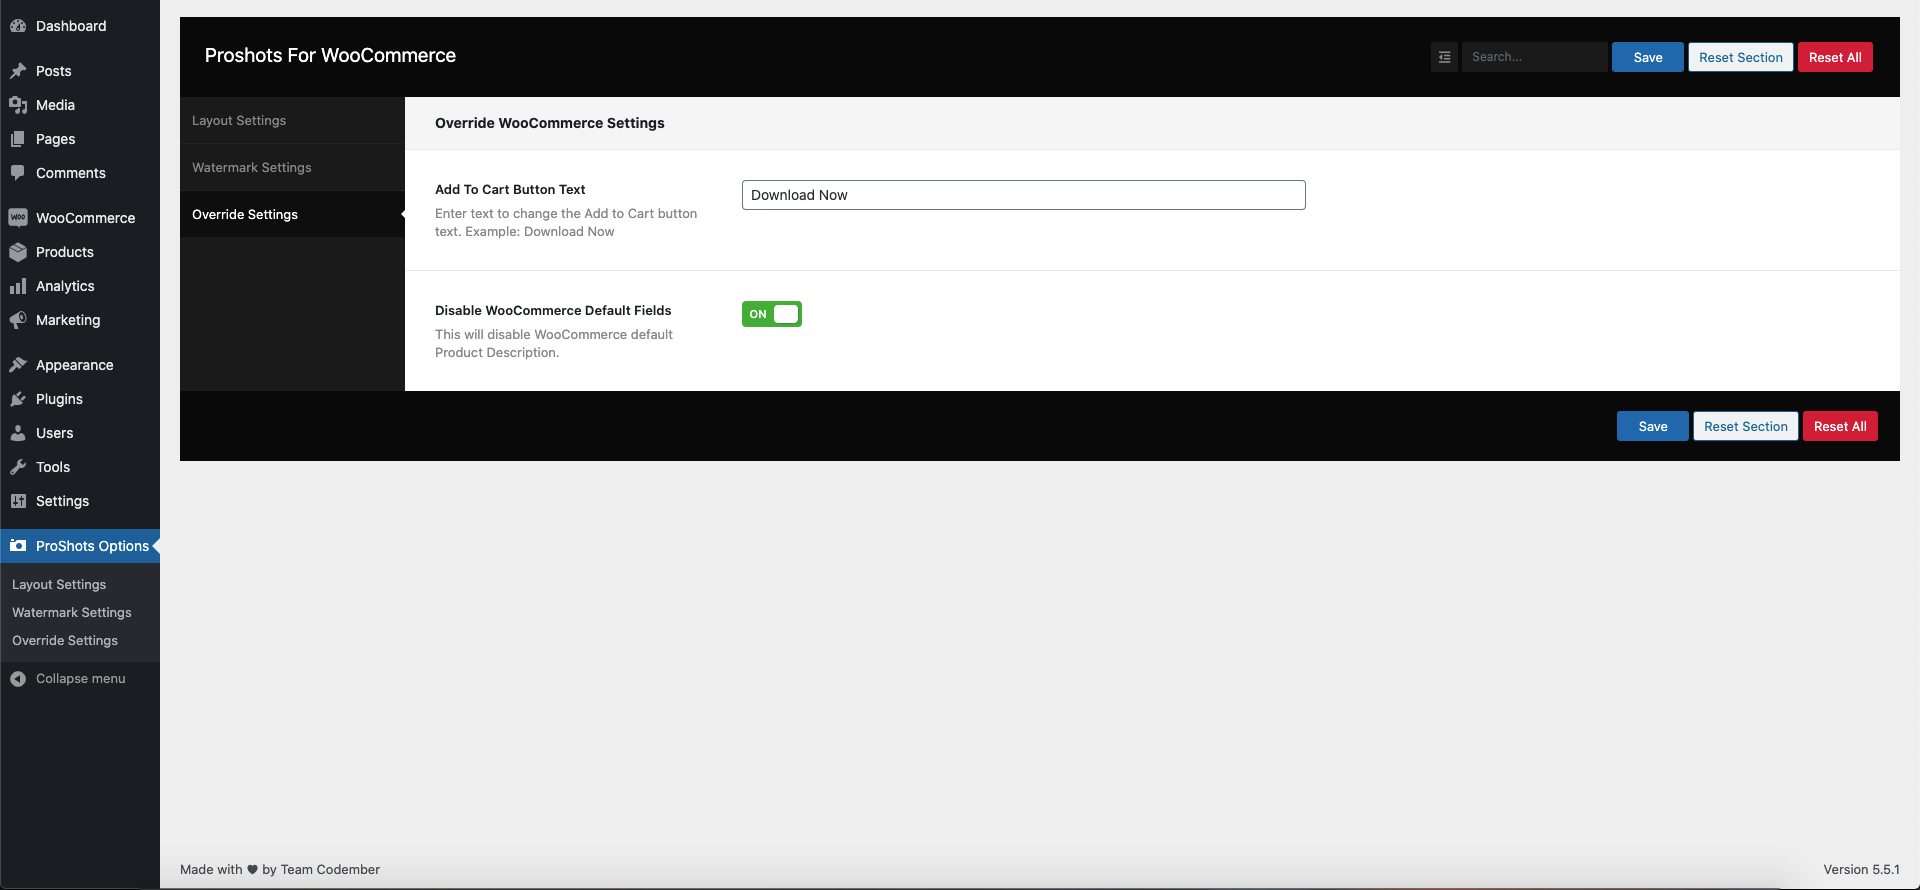 Dashboard
Posts
Media
Pages
Comments
WooCommerce
Products
Analytics
Marketing
Appearance
Plugins
Users
Tools
Settings
ProShots Options
Layout Settings
Watermark Settings
Override Settings
Collapse menu
Proshots For WooCommerce
Search...
Save
Reset Section
Reset All
Layout Settings
Watermark Settings
Override Settings
Override WooCommerce Settings
Add To Cart Button Text
Enter text to change the Add to Cart button
text. Example: Download Now
Download Now
Disable WooCommerce Default Fields
This will disable WooCommerce default
Product Description.
ON
Save
Reset Section
Reset All
Made with ♥ by Team Codember
Version 5.5.1